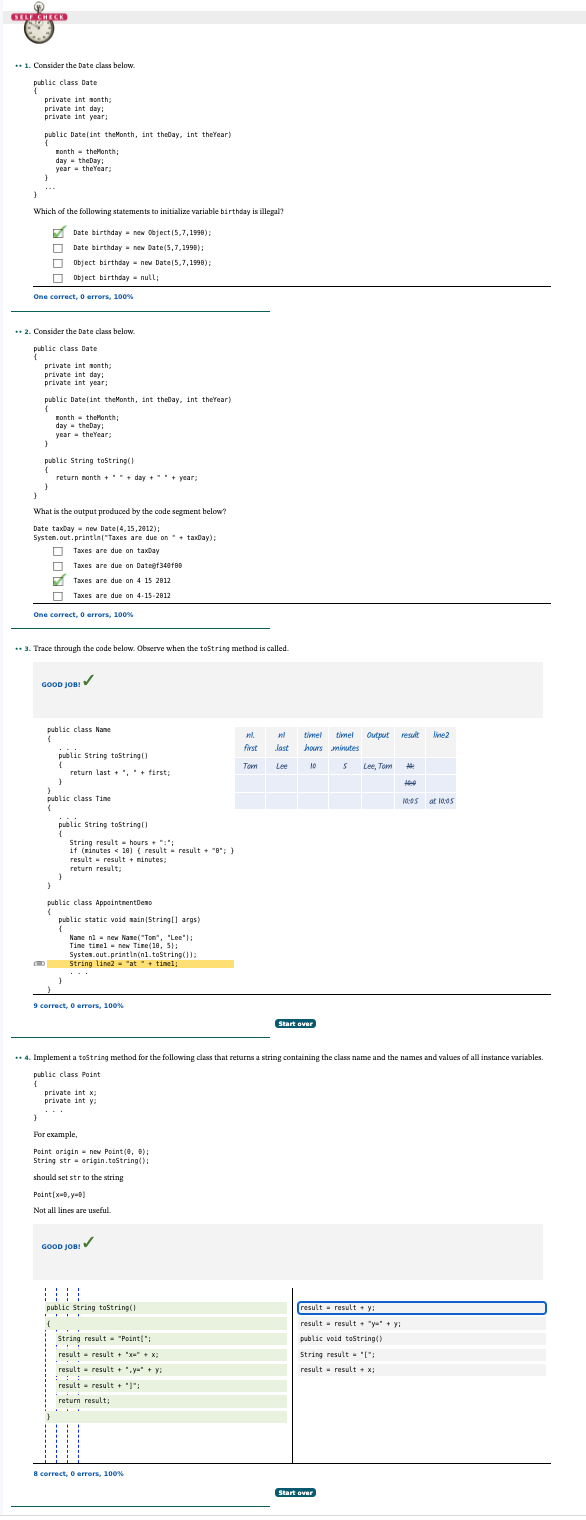 SELF CHECK
•• 1. Consider the Date class below.
public class Date
{
private int month;
private int day;
private int year;
public Date(int theMonth, int theDay, int theYear)
{
month = theMonth;
day = theDay;
year = theYear;
}
...
}
Which of the following statements to initialize variable birthday is illegal?
Date birthday = new Object(5,7,1990);
Date birthday = new Date(5,7,1990);
Object birthday = new Date(5,7,1990);
Object birthday = null;
One correct, 0 errors, 100%
•• 2. Consider the Date class below.
public class Date
{
private int month;
private int day;
private int year;
public Date(int theMonth, int theDay, int theYear)
{
month = theMonth;
day = theDay;
year = theYear;
}
public String toString()
{
return month + " " + day + " " + year;
}
}
What is the output produced by the code segment below?
Date taxDay = new Date(4,15,2012);
System.out.println("Taxes are due on " + taxDay);
Taxes are due on taxDay
Taxes are due on Date@f340f00
Taxes are due on 4 15 2012
Taxes are due on 4-15-2012
One correct, 0 errors, 100%
•• 3. Trace through the code below. Observe when the toString method is called.
GOOD JOB!
public class Name
{
. . .
public String toString()
{
return last + ", " + first;
}
}
public class Time
{
. . .
public String toString()
{
String result = hours + ":";
if (minutes < 10) { result = result + "0"; }
result = result + minutes;
return result;
}
}
public class AppointmentDemo
{
public static void main(String[] args)
{
Name n1 = new Name("Tom", "Lee");
Time time1 = new Time(10, 5);
System.out.println(n1.toString());
String line2 = "at " + time1;
. . .
}
}
n1. n1 time1 time1 Output result line2
first .last .hours .minutes
Tom Lee 10 5 Lee, Tom 10:
10:0
10:05 at 10:05
9 correct, 0 errors, 100%
Start over
•• 4. Implement a toString method for the following class that returns a string containing the class name and the names and values of all instance variables.
public class Point
{
private int x;
private int y;
. . .
}
For example,
Point origin = new Point(0, 0);
String str = origin.toString();
should set str to the string
Point[x=0,y=0]
Not all lines are useful.
GOOD JOB!
public String toString()
{
String result = "Point[";
result = result + "x=" + x;
result = result + ",y=" + y;
result = result + "]";
return result;
}
result = result + y;
result = result + "y=" + y;
public void toString()
String result = "[";
result = result + x;
8 correct, 0 errors, 100%
Start over